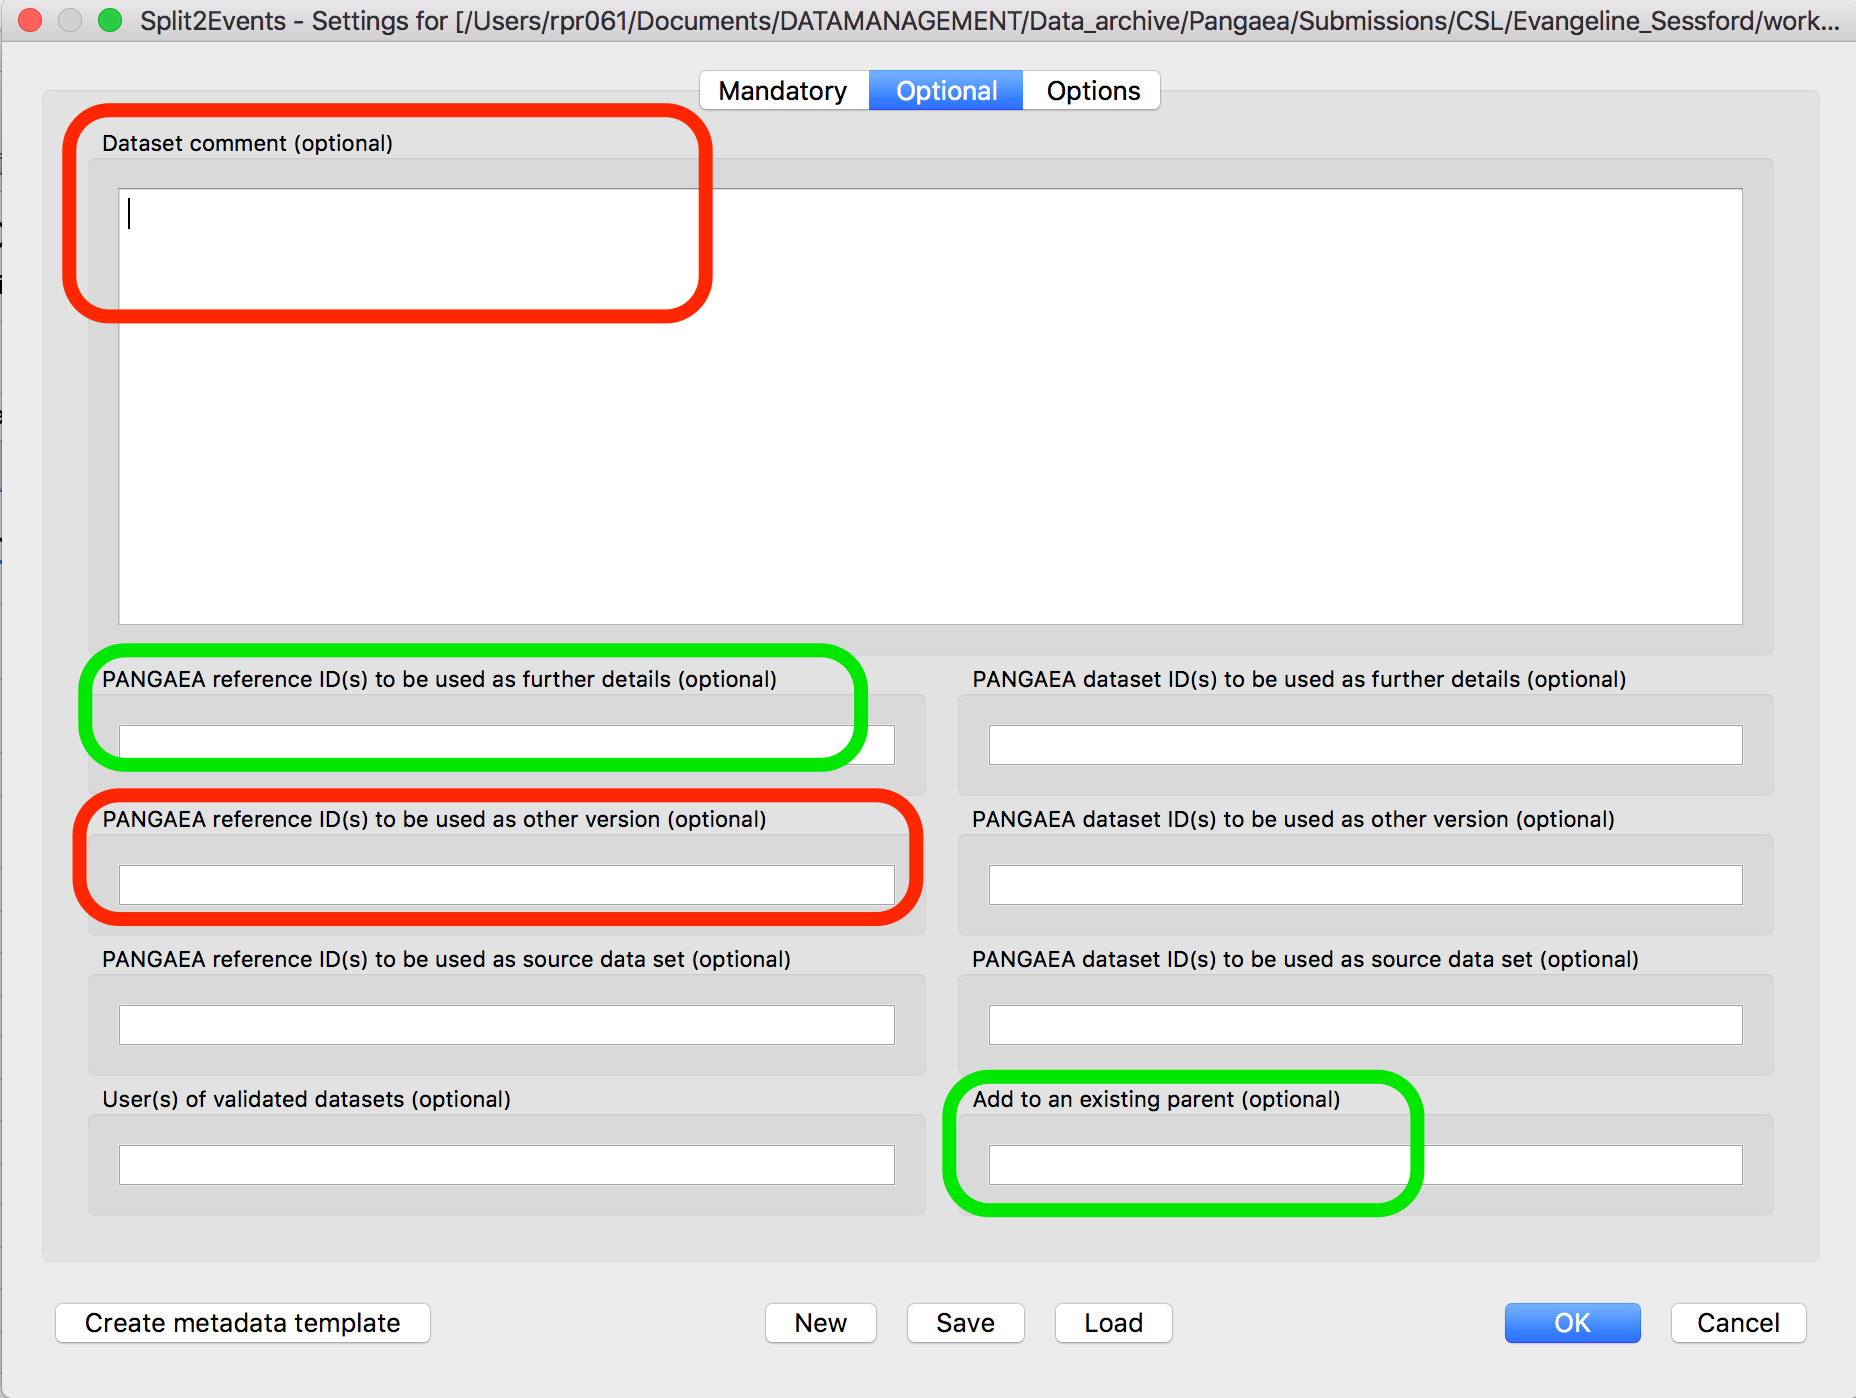 Split2Events - Settings for [/Users/rpr061/Documents/DATAMANAGEMENT/Data_archive/Pangaea/Submissions/CSL/Evangeline_Sessford/work...
Mandatory Optional Options
Dataset comment (optional)
PANGAEA reference ID(s) to be used as further details (optional)
PANGAEA dataset ID(s) to be used as further details (optional)
PANGAEA reference ID(s) to be used as other version (optional)
PANGAEA dataset ID(s) to be used as other version (optional)
PANGAEA reference ID(s) to be used as source data set (optional)
PANGAEA dataset ID(s) to be used as source data set (optional)
User(s) of validated datasets (optional)
Add to an existing parent (optional)
Create metadata template New Save Load OK Cancel